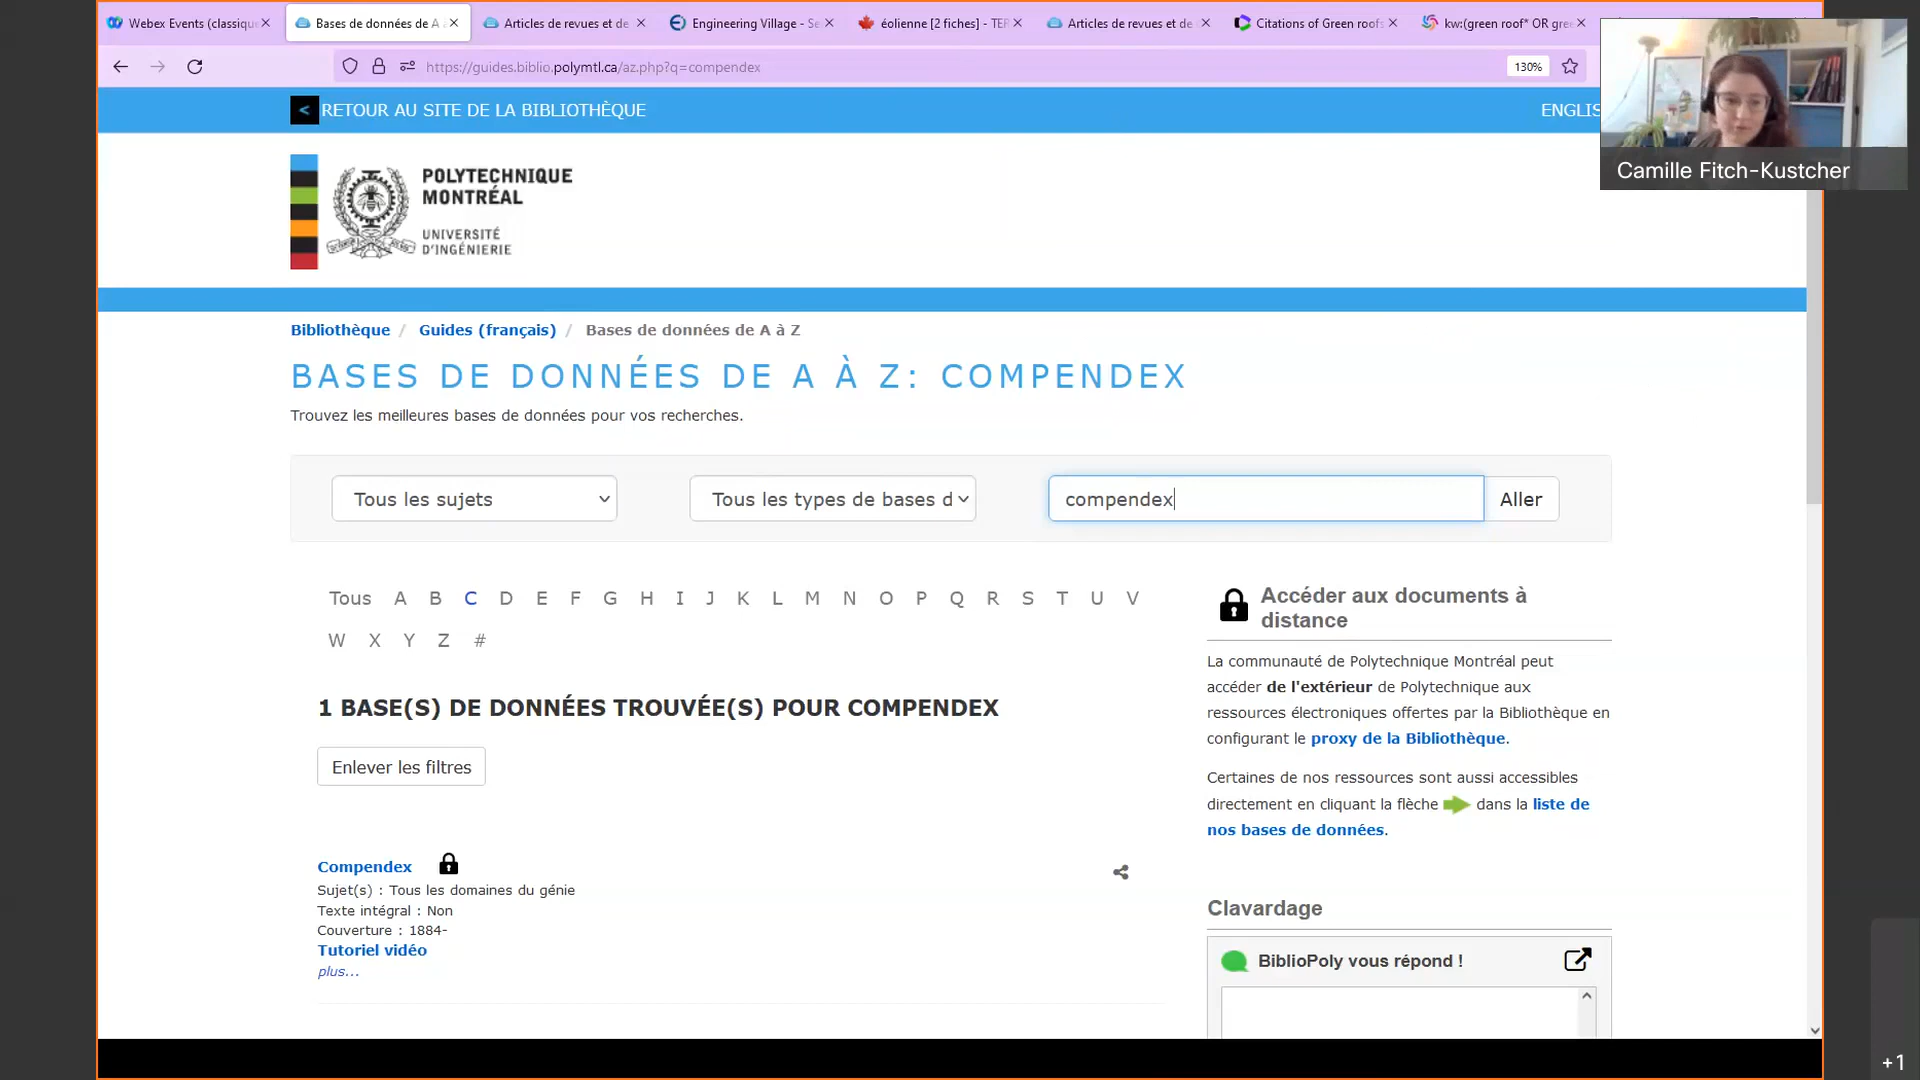 Webex Events (classique
Bases de données de A
Articles de revues et de
Engineering Village - Se
éolienne [2 fiches] - TER
Articles de revues et de
Citations of Green roofs
kw:(green roof* OR gre
https://guides.biblio.polymtl.ca/az.php?q=compendex
130%
< RETOUR AU SITE DE LA BIBLIOTHÈQUE
ENGLIS
Camille Fitch-Kustcher
POLYTECHNIQUE
MONTRÉAL
UNIVERSITÉ
D'INGÉNIERIE
Bibliothèque / Guides (français) / Bases de données de A à Z
BASES DE DONNÉES DE A À Z: COMPENDEX
Trouvez les meilleures bases de données pour vos recherches.
Tous les sujets
Tous les types de bases d
compendex
Aller
Tous A B C D E F G H I J K L M N O P Q R S T U V
W X Y Z #
1 BASE(S) DE DONNÉES TROUVÉE(S) POUR COMPENDEX
Enlever les filtres
Compendex
Sujet(s) : Tous les domaines du génie
Texte intégral : Non
Couverture : 1884-
Tutoriel vidéo
plus...
Accéder aux documents à
distance
La communauté de Polytechnique Montréal peut
accéder de l'extérieur de Polytechnique aux
ressources électroniques offertes par la Bibliothèque en
configurant le proxy de la Bibliothèque.
Certaines de nos ressources sont aussi accessibles
directement en cliquant la flèche dans la liste de
nos bases de données.
Clavardage
BiblioPoly vous répond !
+1